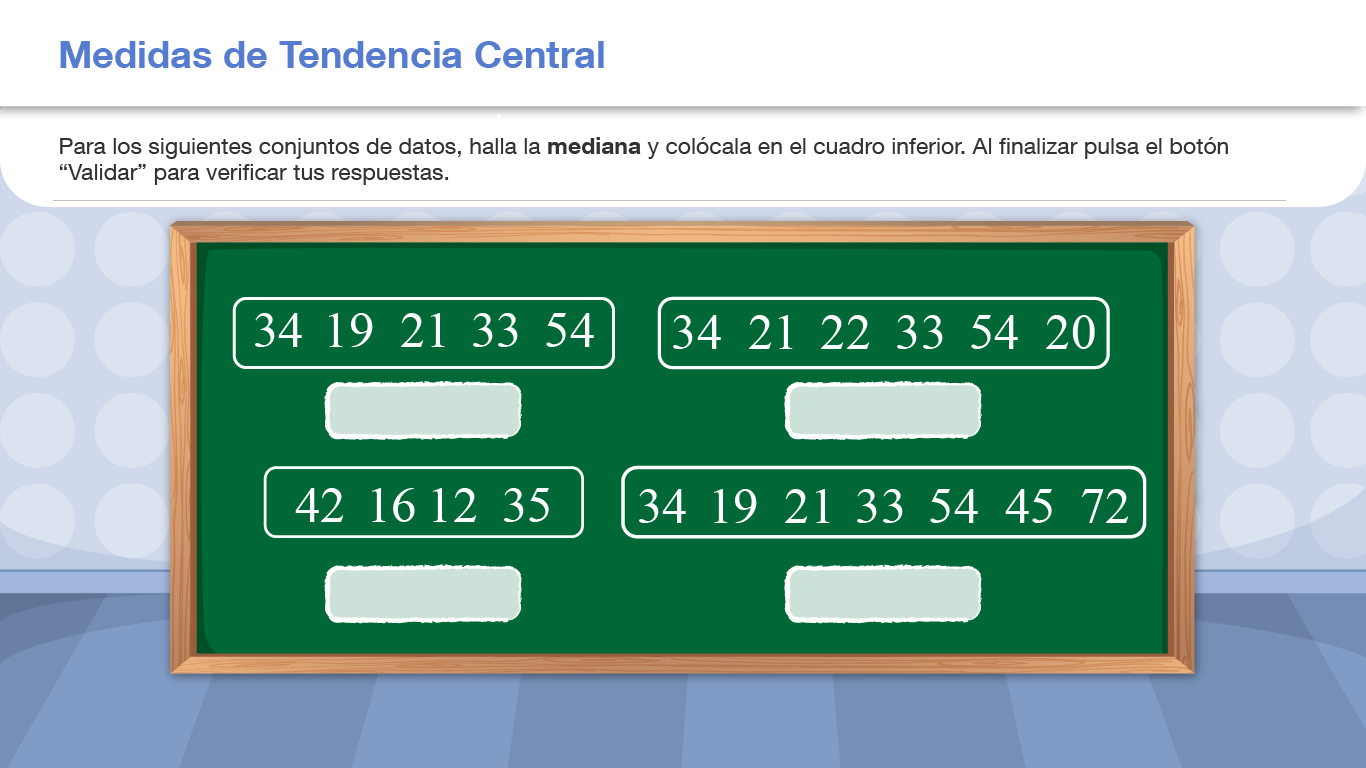 Medidas de Tendencia Central
Para los siguientes conjuntos de datos, halla la mediana y colócala en el cuadro inferior. Al finalizar pulsa el botón
“Validar” para verificar tus respuestas.
34 19 21 33 54
34 21 22 33 54 20
42 16 12 35
34 19 21 33 54 45 72